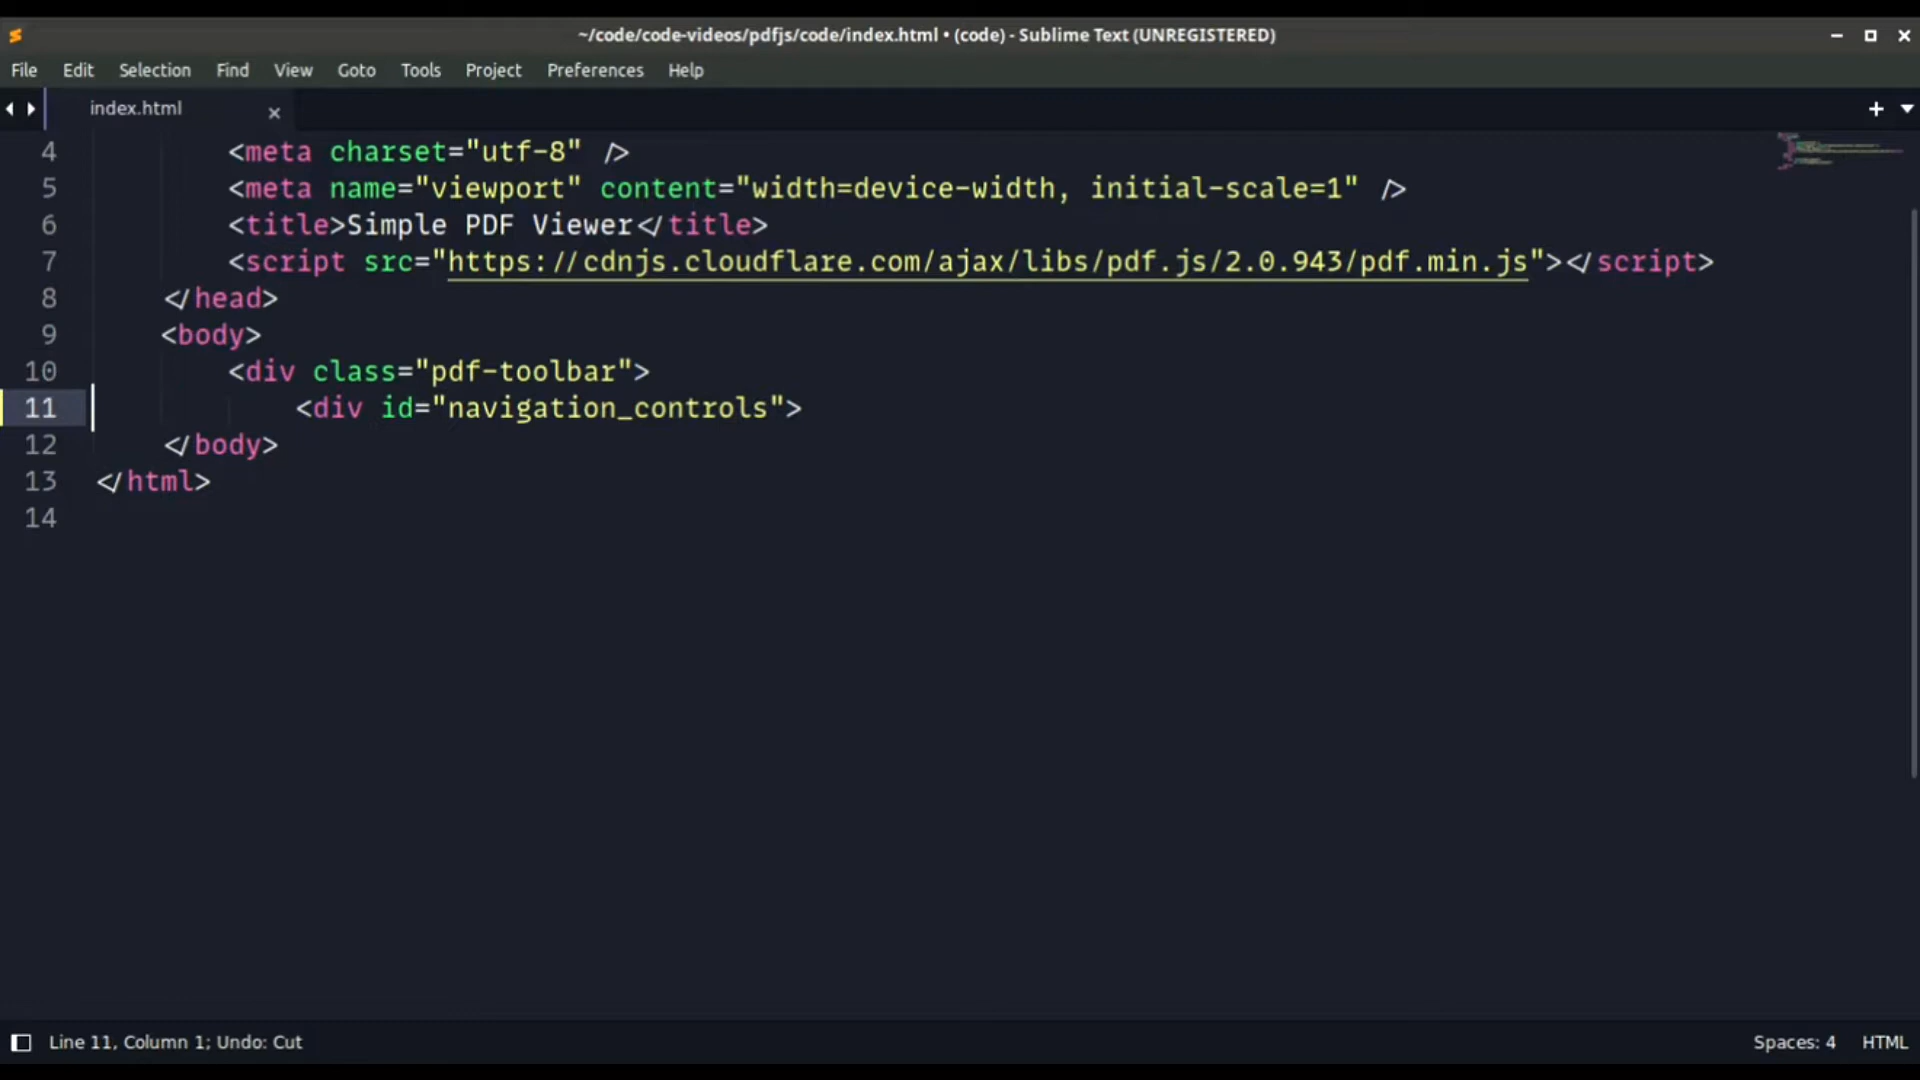 ~/code/code-videos/pdfjs/code/index.html • (code) - Sublime Text (UNREGISTERED)
File Edit Selection Find View Goto Tools Project Preferences Help
index.html
4 <meta charset="utf-8" />
5 <meta name="viewport" content="width=device-width, initial-scale=1" />
6 <title>Simple PDF Viewer</title>
7 <script src="https://cdnjs.cloudflare.com/ajax/libs/pdf.js/2.0.943/pdf.min.js"></script>
8 </head>
9 <body>
10 <div class="pdf-toolbar">
11 <div id="navigation_controls">
12 </body>
13 </html>
14
Line 11, Column 1; Undo: Cut Spaces: 4 HTML